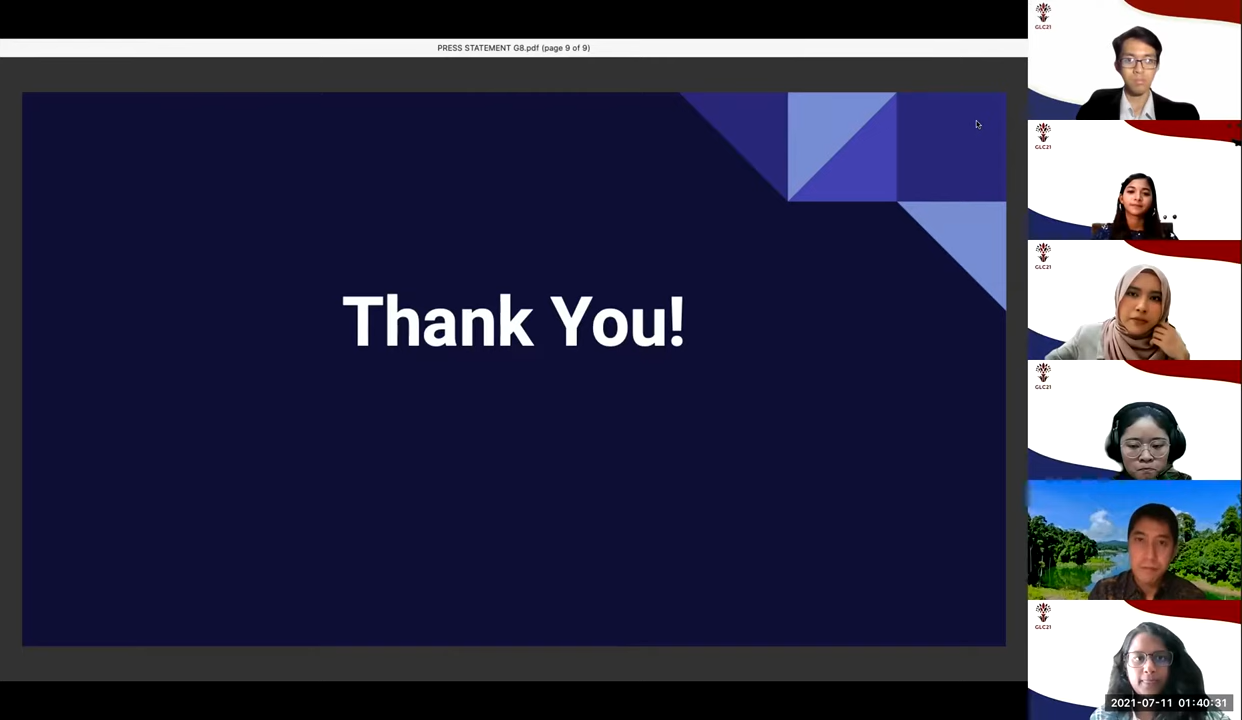 PRESS STATEMENT G8.pdf (page 9 of 9)
Thank You!
GLC21
GLC21
GLC21
GLC21
GLC21
2021-07-11 01:40:31